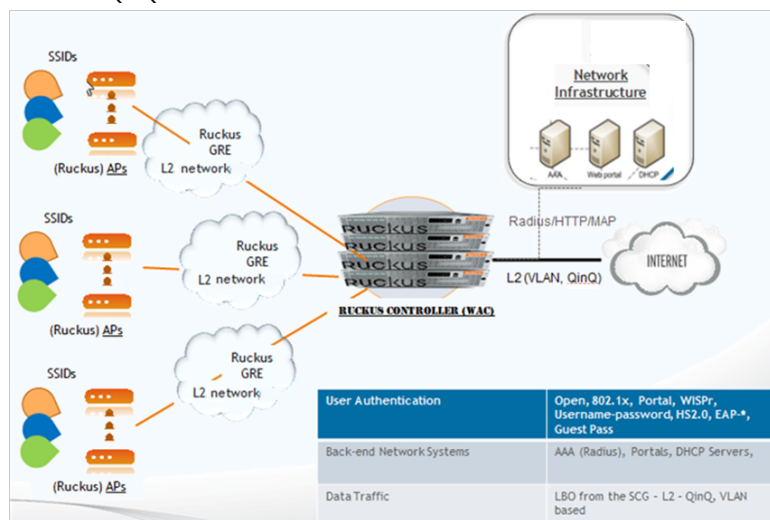 SSIDs
(Ruckus) APs
Ruckus
GRE
L2 network
SSIDs
(Ruckus) APs
Ruckus
GRE
L2 network
SSIDs
(Ruckus) APs
Ruckus
GRE
L2 network
RUCKUS
RUCKUS
RUCKUS
RUCKUS
RUCKUS CONTROLLER (WAC)
Network
Infrastructure
AAA Web portal DHCP
Radius/HTTP/MAP
L2 (VLAN, QinQ)
INTERNET
User Authentication
Open, 802.1x, Portal, WISPr,
Username-password, HS2.0, EAP-*,
Guest Pass
Back-end Network Systems
AAA (Radius), Portals, DHCP Servers,
Data Traffic
LBO from the SCG - L2 - QinQ, VLAN
based